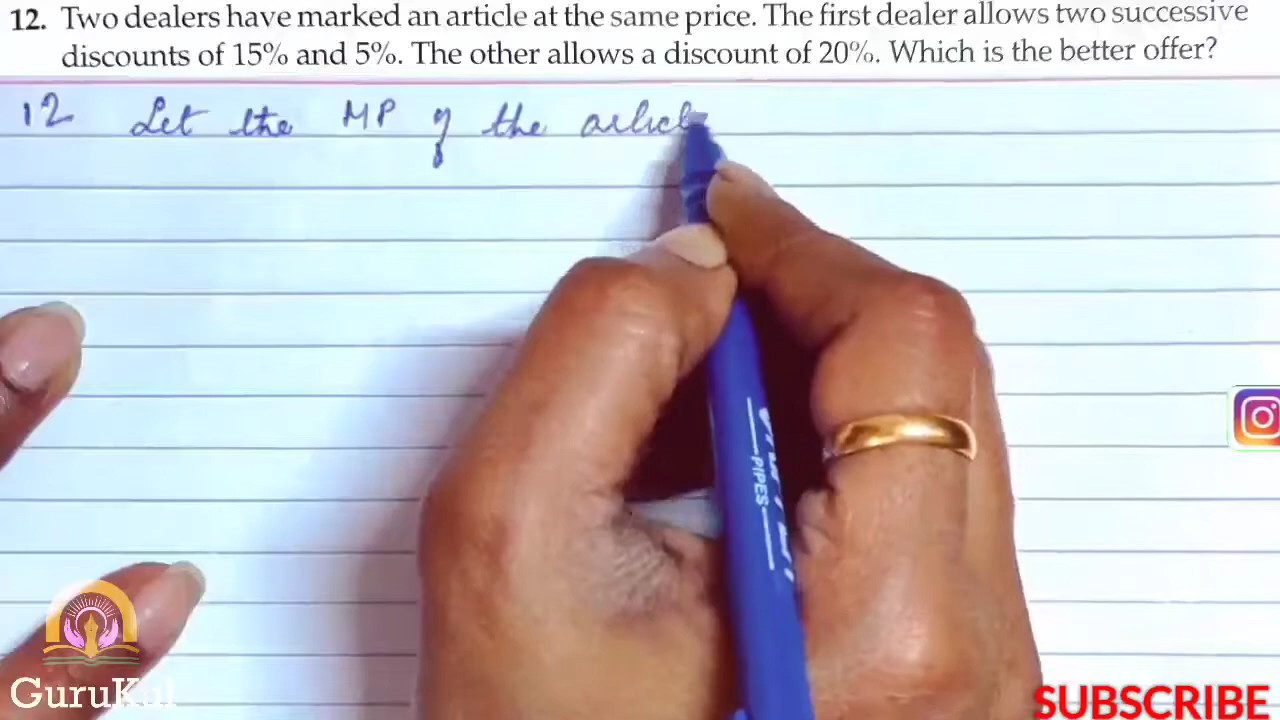 12. Two dealers have marked an article at the same price. The first dealer allows two successive
discounts of 15% and 5%. The other allows a discount of 20%. Which is the better offer?
12 Let the MP of the article
PIPES
GuruKul
SUBSCRIBE